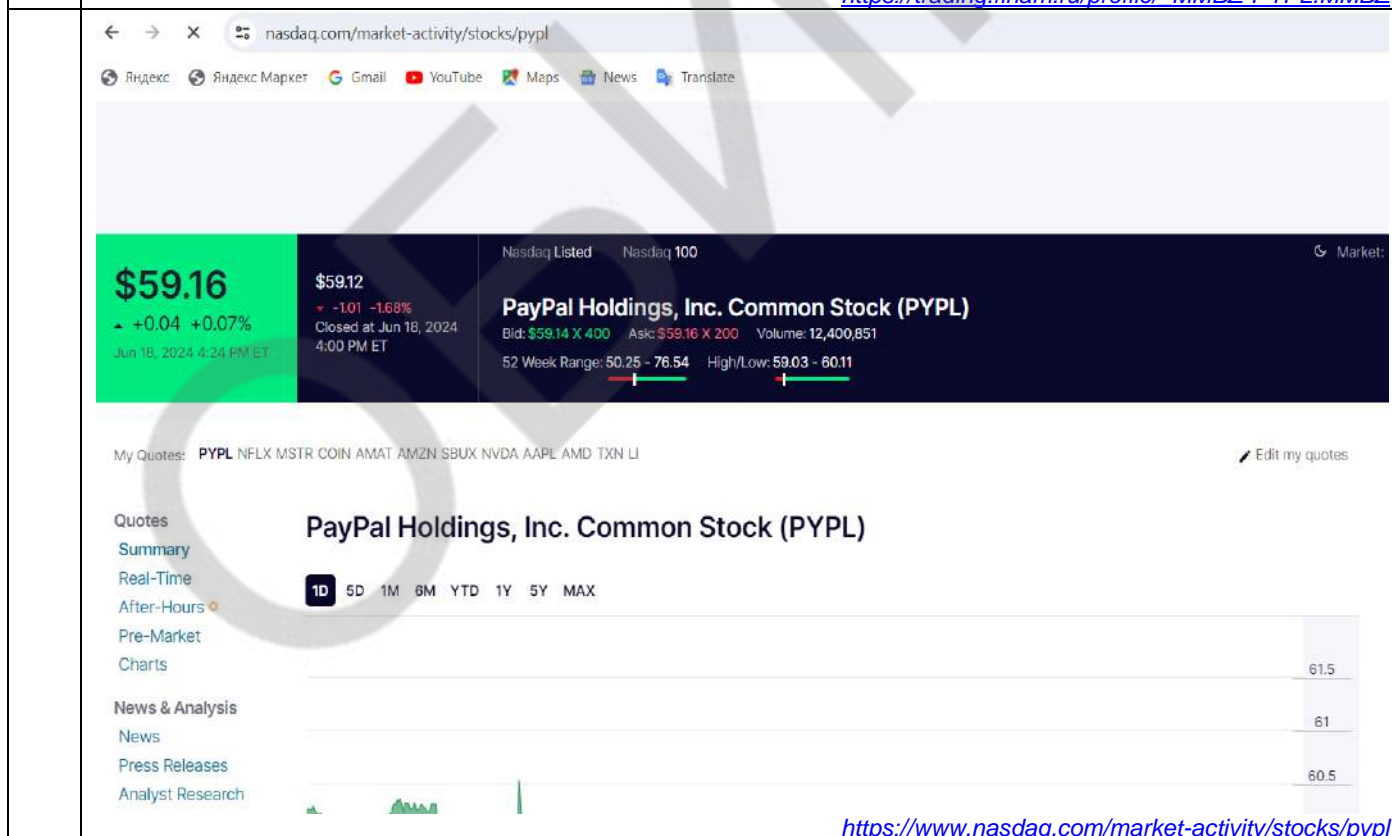 nasdaq.com/market-activity/stocks/pypl
Яндекс Яндекс Маркет Gmail YouTube Maps News Translate
$59.16
+0.04 +0.07%
Jun 18, 2024 4:24 PM ET
$59.12
-1.01 -1.68%
Closed at Jun 18, 2024
4:00 PM ET
Nasdaq Listed Nasdaq 100
Market:
PayPal Holdings, Inc. Common Stock (PYPL)
Bid: $59.14 X 400 Ask: $59.16 X 200 Volume: 12,400,851
52 Week Range: 50.25 - 76.54 High/Low: 59.03 - 60.11
My Quotes: PYPL NFLX MSTR COIN AMAT AMZN SBUX NVDA AAPL AMD TXN LI
Edit my quotes
Quotes
Summary
Real-Time
After-Hours
Pre-Market
Charts
News & Analysis
News
Press Releases
Analyst Research
PayPal Holdings, Inc. Common Stock (PYPL)
1D 5D 1M 6M YTD 1Y 5Y MAX
61.5
61
60.5
https://www.nasdaq.com/market-activity/stocks/pypl